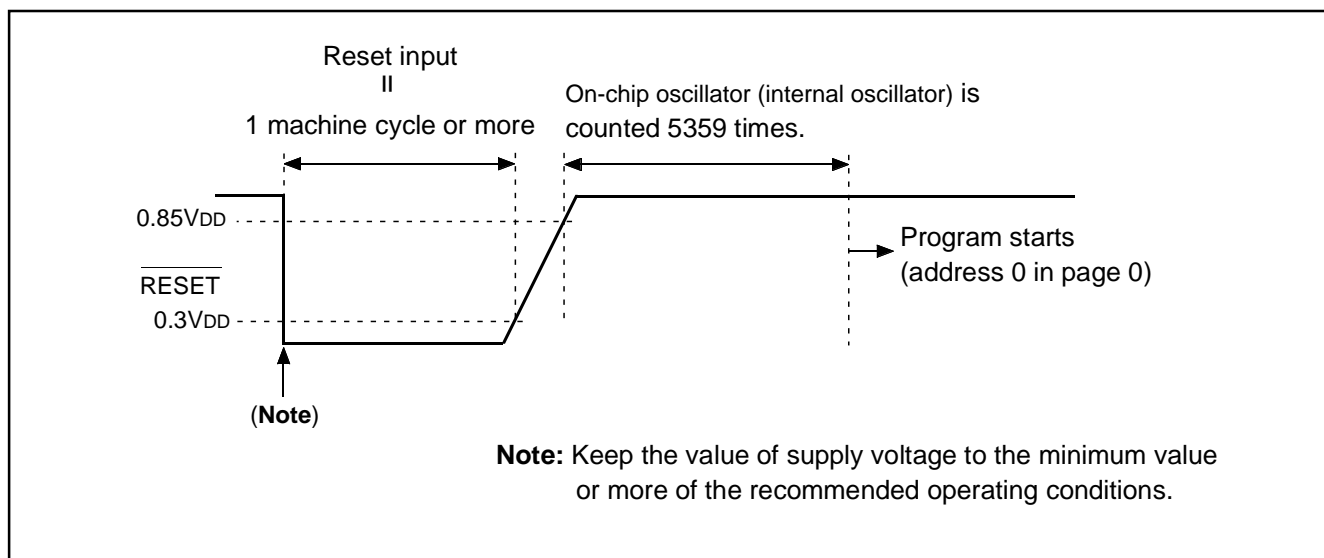 Reset input
=
1 machine cycle or more
On-chip oscillator (internal oscillator) is
counted 5359 times.
0.85VDD
RESET
0.3VDD
Program starts
(address 0 in page 0)
(Note)
Note: Keep the value of supply voltage to the minimum value
or more of the recommended operating conditions.